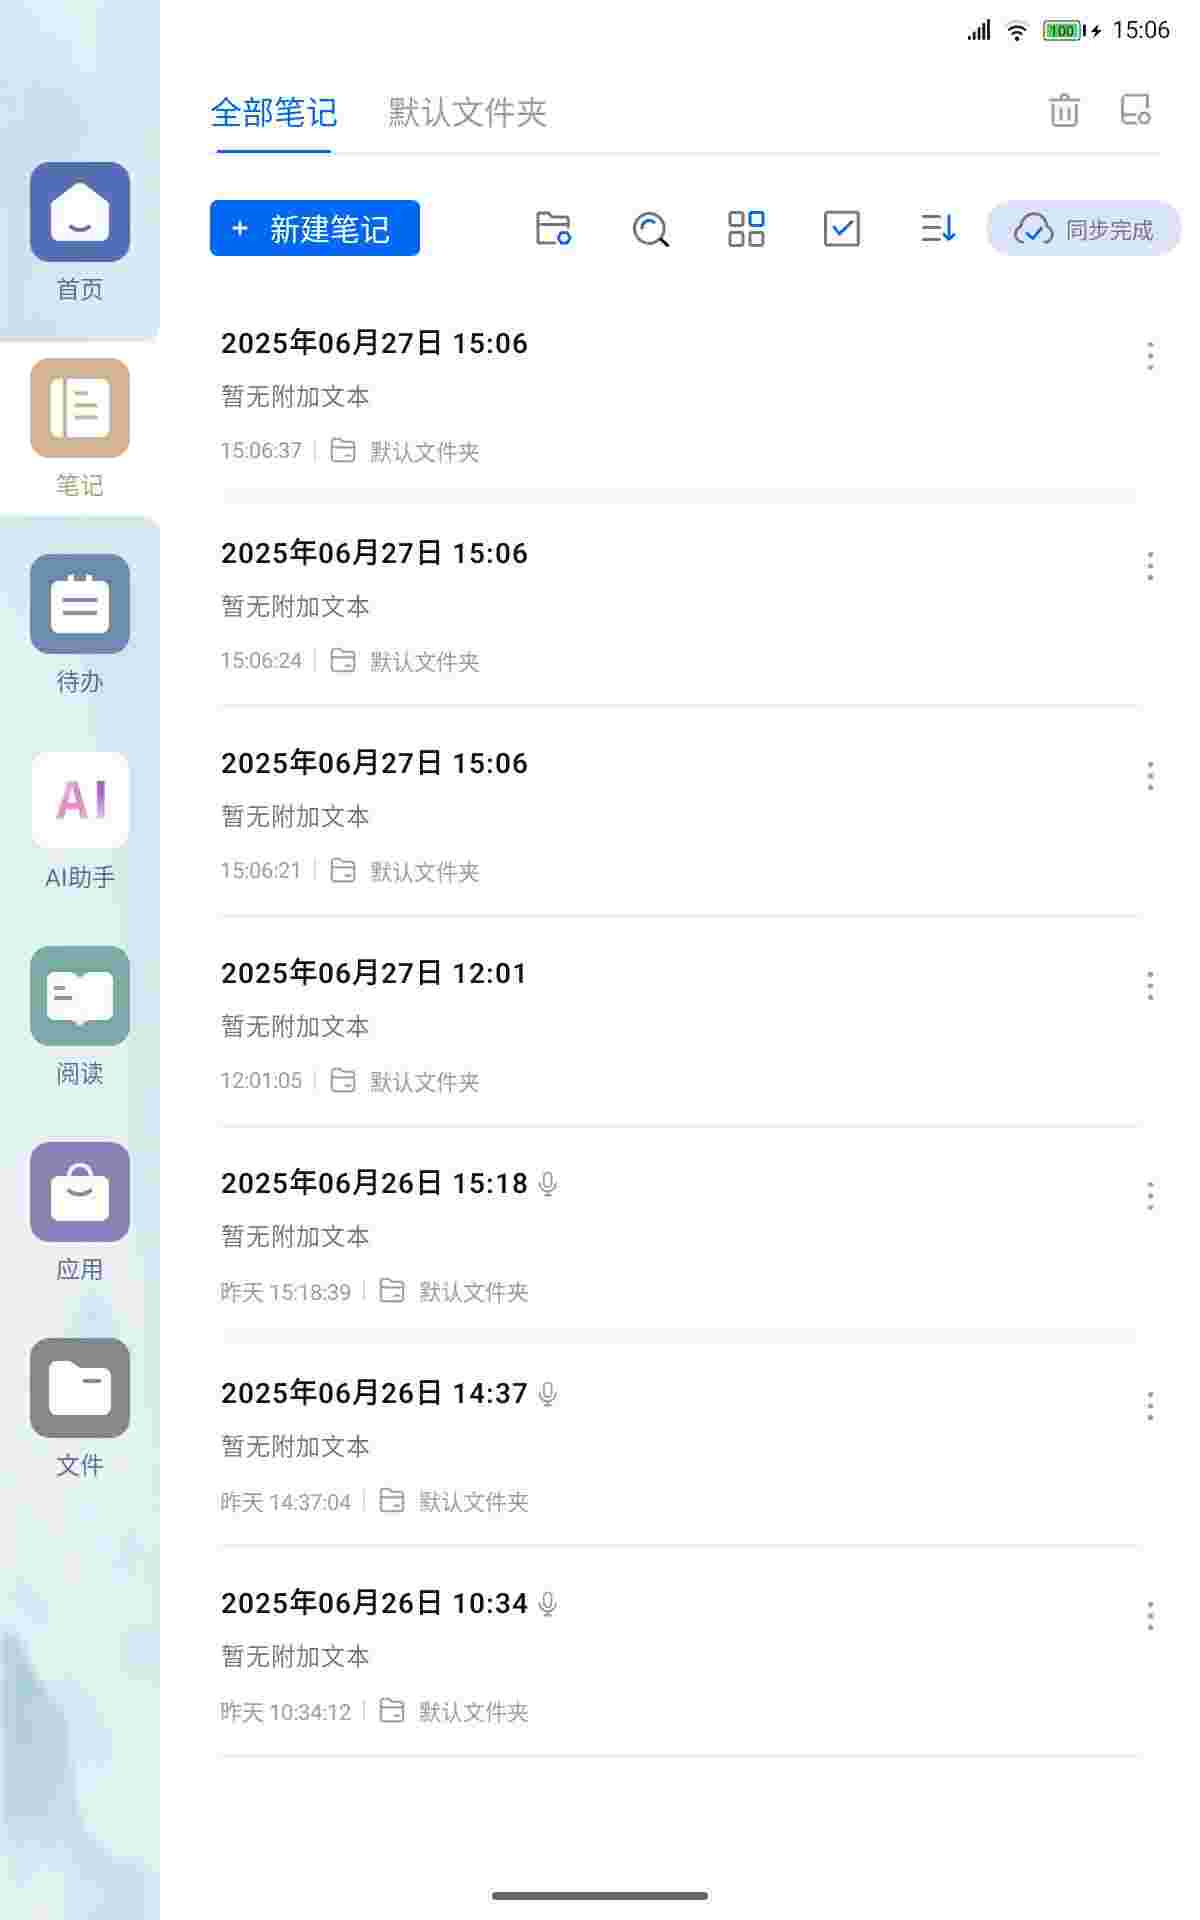 100 15:06
全部笔记 默认文件夹
+ 新建笔记 同步完成
首页
笔记
待办
AI
AI助手
阅读
应用
文件
2025年06月27日 15:06
暂无附加文本
15:06:37 默认文件夹
2025年06月27日 15:06
暂无附加文本
15:06:24 默认文件夹
2025年06月27日 15:06
暂无附加文本
15:06:21 默认文件夹
2025年06月27日 12:01
暂无附加文本
12:01:05 默认文件夹
2025年06月26日 15:18
暂无附加文本
昨天 15:18:39 默认文件夹
2025年06月26日 14:37
暂无附加文本
昨天 14:37:04 默认文件夹
2025年06月26日 10:34
暂无附加文本
昨天 10:34:12 默认文件夹